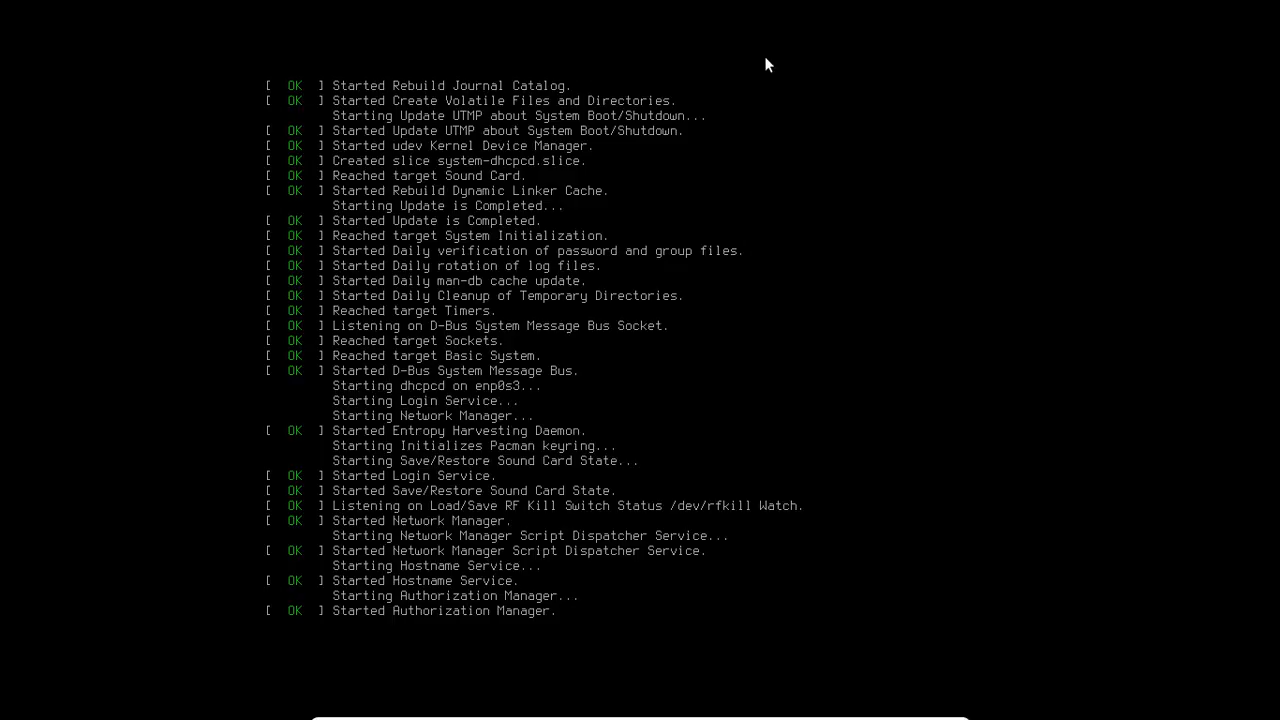 [  OK  ] Started Rebuild Journal Catalog.
[  OK  ] Started Create Volatile Files and Directories.
Starting Update UTMP about System Boot/Shutdown...
[  OK  ] Started Update UTMP about System Boot/Shutdown.
[  OK  ] Started udev Kernel Device Manager.
[  OK  ] Created slice system-dhcpcd.slice.
[  OK  ] Reached target Sound Card.
[  OK  ] Started Rebuild Dynamic Linker Cache.
Starting Update is Completed...
[  OK  ] Started Update is Completed.
[  OK  ] Reached target System Initialization.
[  OK  ] Started Daily verification of password and group files.
[  OK  ] Started Daily rotation of log files.
[  OK  ] Started Daily man-db cache update.
[  OK  ] Started Daily Cleanup of Temporary Directories.
[  OK  ] Reached target Timers.
[  OK  ] Listening on D-Bus System Message Bus Socket.
[  OK  ] Reached target Sockets.
[  OK  ] Reached target Basic System.
[  OK  ] Started D-Bus System Message Bus.
Starting dhcpcd on enp0s3...
Starting Login Service...
Starting Network Manager...
[  OK  ] Started Entropy Harvesting Daemon.
Starting Initializes Pacman keyring...
Starting Save/Restore Sound Card State...
[  OK  ] Started Login Service.
[  OK  ] Started Save/Restore Sound Card State.
[  OK  ] Listening on Load/Save RF Kill Switch Status /dev/rfkill Watch.
[  OK  ] Started Network Manager.
Starting Network Manager Script Dispatcher Service...
[  OK  ] Started Network Manager Script Dispatcher Service.
Starting Hostname Service...
[  OK  ] Started Hostname Service.
Starting Authorization Manager...
[  OK  ] Started Authorization Manager.